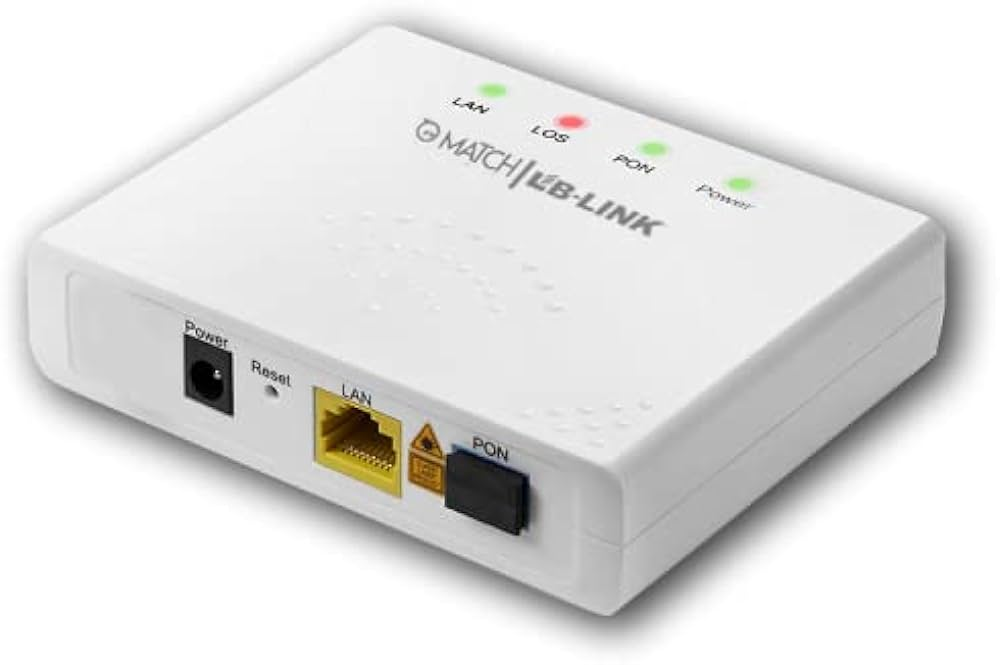 LAN
LOS
PON
Power
MATCH | LB-LINK
Power
Reset
LAN
PON